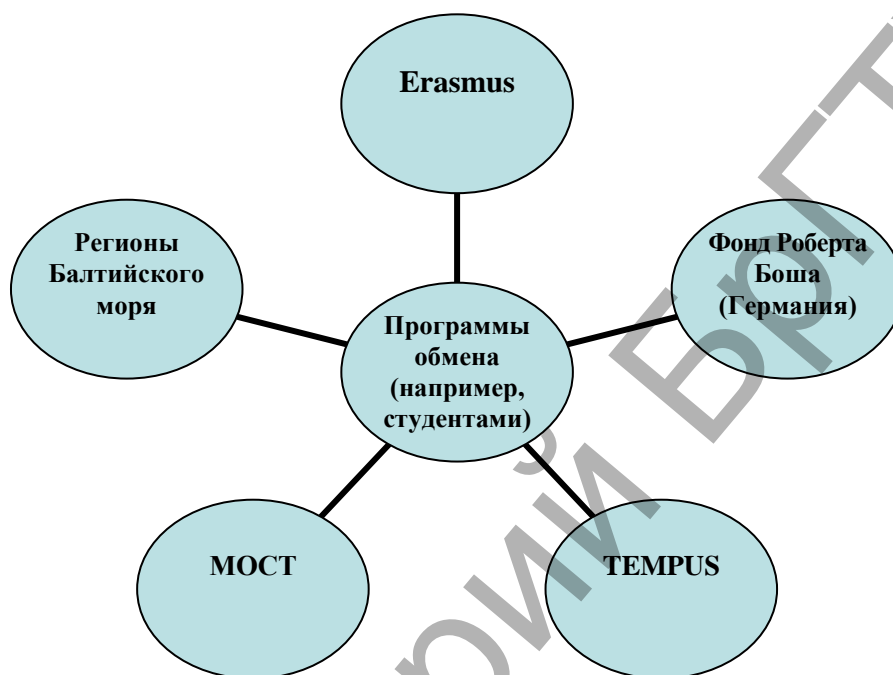 Erasmus
Регионы
Балтийского
моря
Фонд Роберта
Боша
(Германия)
Программы
обмена
(например,
студентами)
МОСТ
TEMPUS